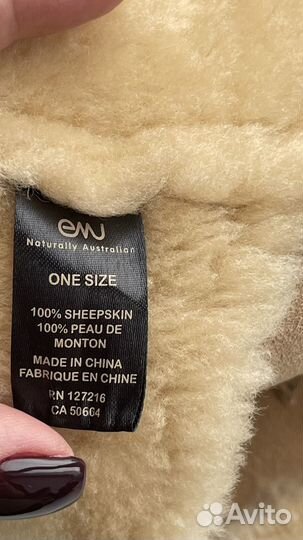 emu
Naturally Australian
ONE SIZE
100% SHEEPSKIN
100% PEAU DE
MONTON
MADE IN CHINA
FABRIQUE EN CHINE
RN 127216
CA 50664
Avito